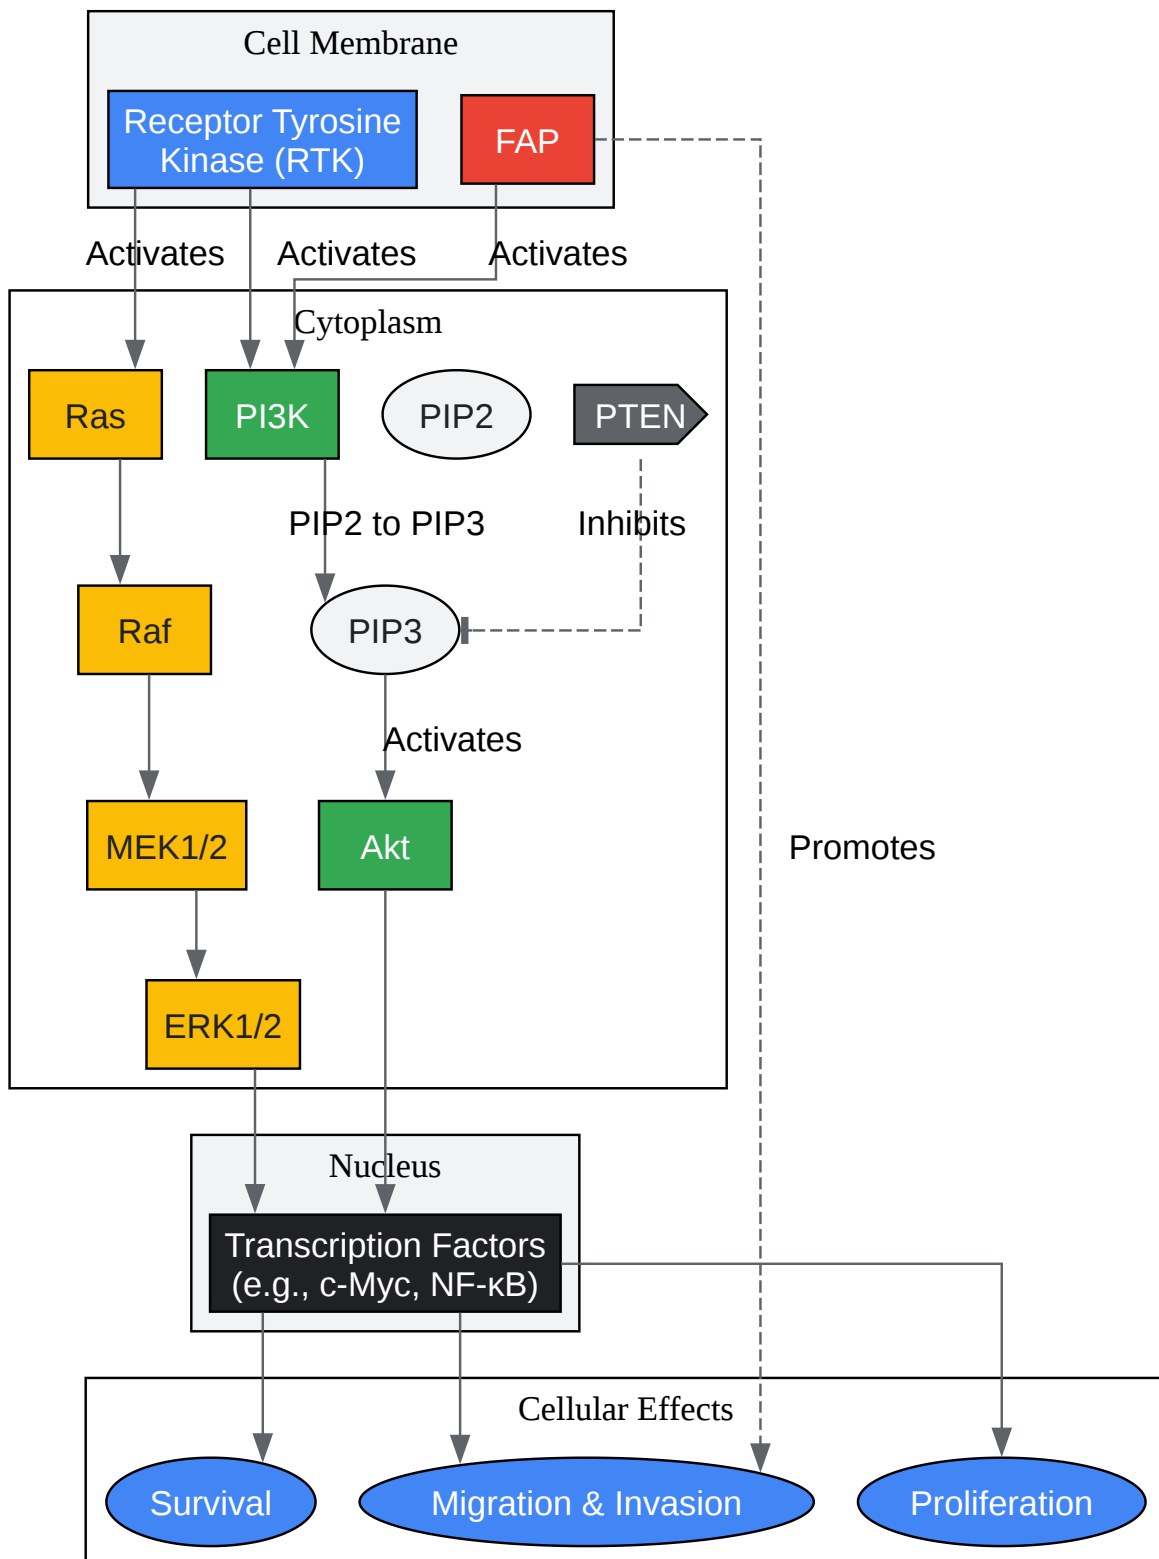 Cell Membrane
Receptor Tyrosine
Kinase (RTK)
FAP
Activates
Activates
Activates
Cytoplasm
Ras
PI3K
PIP2
PTEN
PIP2 to PIP3
Inhibits
Raf
PIP3
Activates
MEK1/2
Akt
Promotes
ERK1/2
Nucleus
Transcription Factors
(e.g., c-Myc, NF-κB)
Cellular Effects
Survival
Migration & Invasion
Proliferation